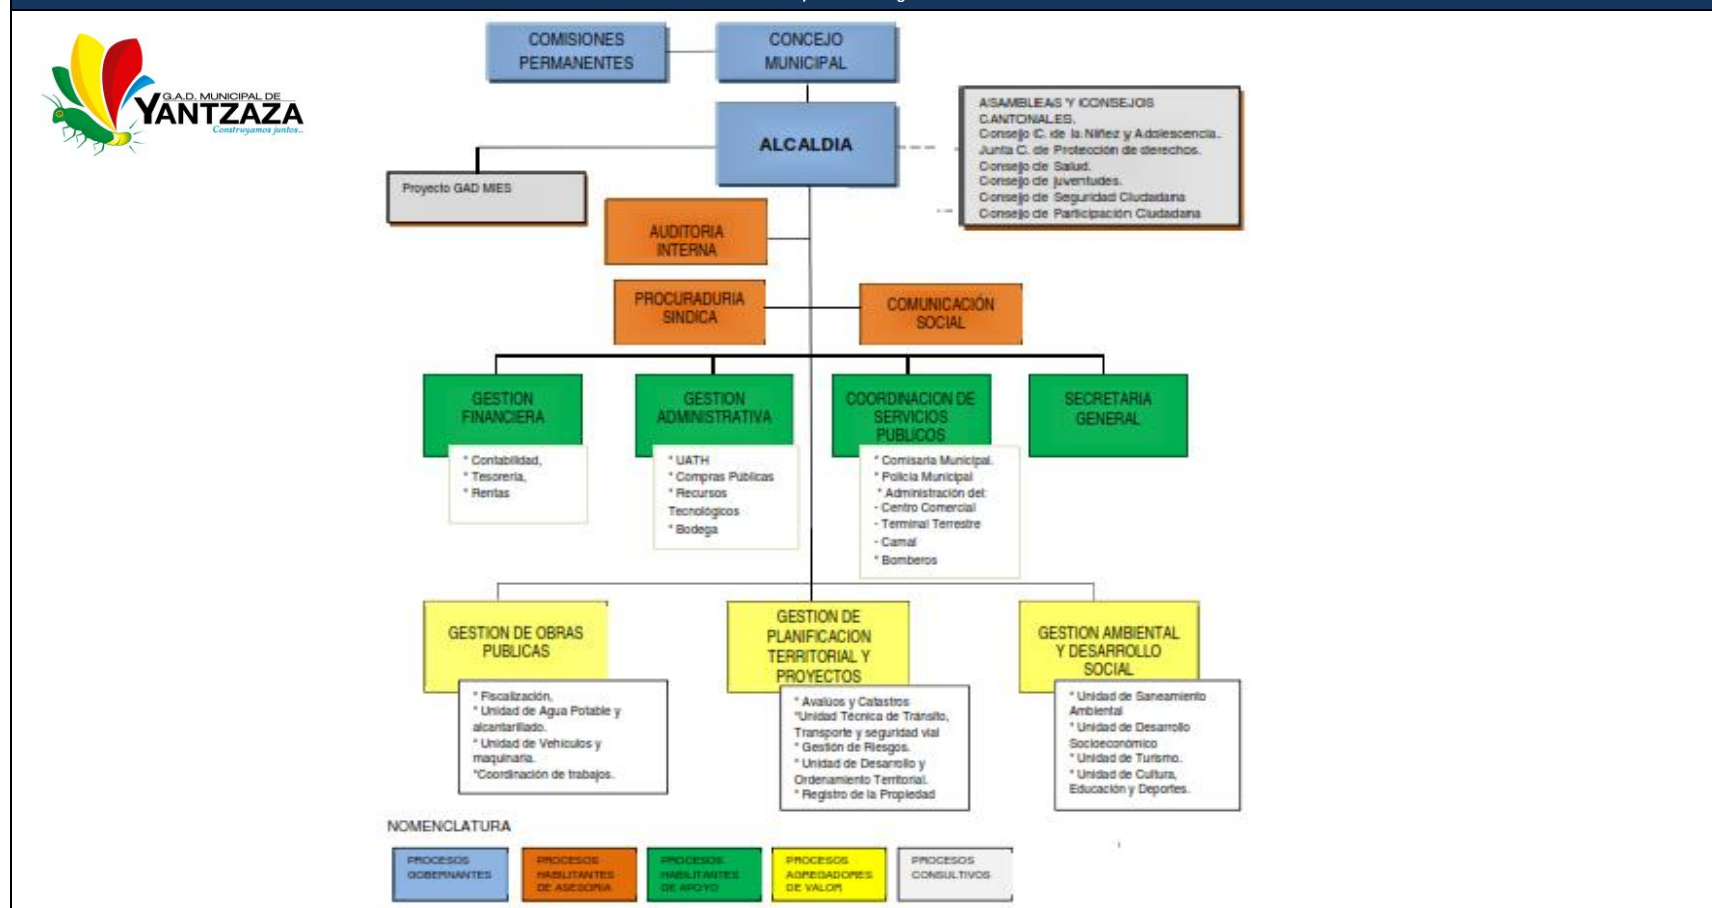 G.A.D. MUNICIPAL DE
YANTZAZA
Construyamos juntos...
COMISIONES
PERMANENTES
CONCEJO
MUNICIPAL
ALCALDIA
ASAMBLEAS Y CONSEJOS
CANTONALES.
Consejo C. de la Niñez y Adolescencia.
Junta C. de Protección de derechos.
Consejo de Salud.
Consejo de juventudes.
Consejo de Seguridad Ciudadana
Consejo de Participación Ciudadana
Proyecto GAD MIES
AUDITORIA
INTERNA
PROCURADURIA
SINDICA
COMUNICACIÓN
SOCIAL
GESTION
FINANCIERA
* Contabilidad,
* Tesorería,
* Rentas
GESTION
ADMINISTRATIVA
* UATH
* Compras Públicas
* Recursos
Tecnológicos
* Bodega
COORDINACION DE
SERVICIOS
PUBLICOS
* Comisaría Municipal.
* Policía Municipal
* Administración del:
- Centro Comercial
- Terminal Terrestre
- Camal
* Bomberos
SECRETARIA
GENERAL
GESTION DE OBRAS
PUBLICAS
* Fiscalización,
* Unidad de Agua Potable y
alcantarillado.
* Unidad de Vehículos y
maquinaria.
*Coordinación de trabajos.
GESTION DE
PLANIFICACION
TERRITORIAL Y
PROYECTOS
* Avalúos y Catastros
*Unidad Técnica de Tránsito,
Transporte y seguridad vial
* Gestión de Riesgos.
* Unidad de Desarrollo y
Ordenamiento Territorial.
* Registro de la Propiedad
GESTION AMBIENTAL
Y DESARROLLO
SOCIAL
* Unidad de Saneamiento
Ambiental
* Unidad de Desarrollo
Socioeconómico
* Unidad de Turismo.
* Unidad de Cultura,
Educación y Deportes.
NOMENCLATURA
PROCESOS
GOBERNANTES
PROCESOS
HABILITANTES
DE ASESORIA
PROCESOS
HABILITANTES
DE APOYO
PROCESOS
AGREGADORES
DE VALOR
PROCESOS
CONSULTIVOS